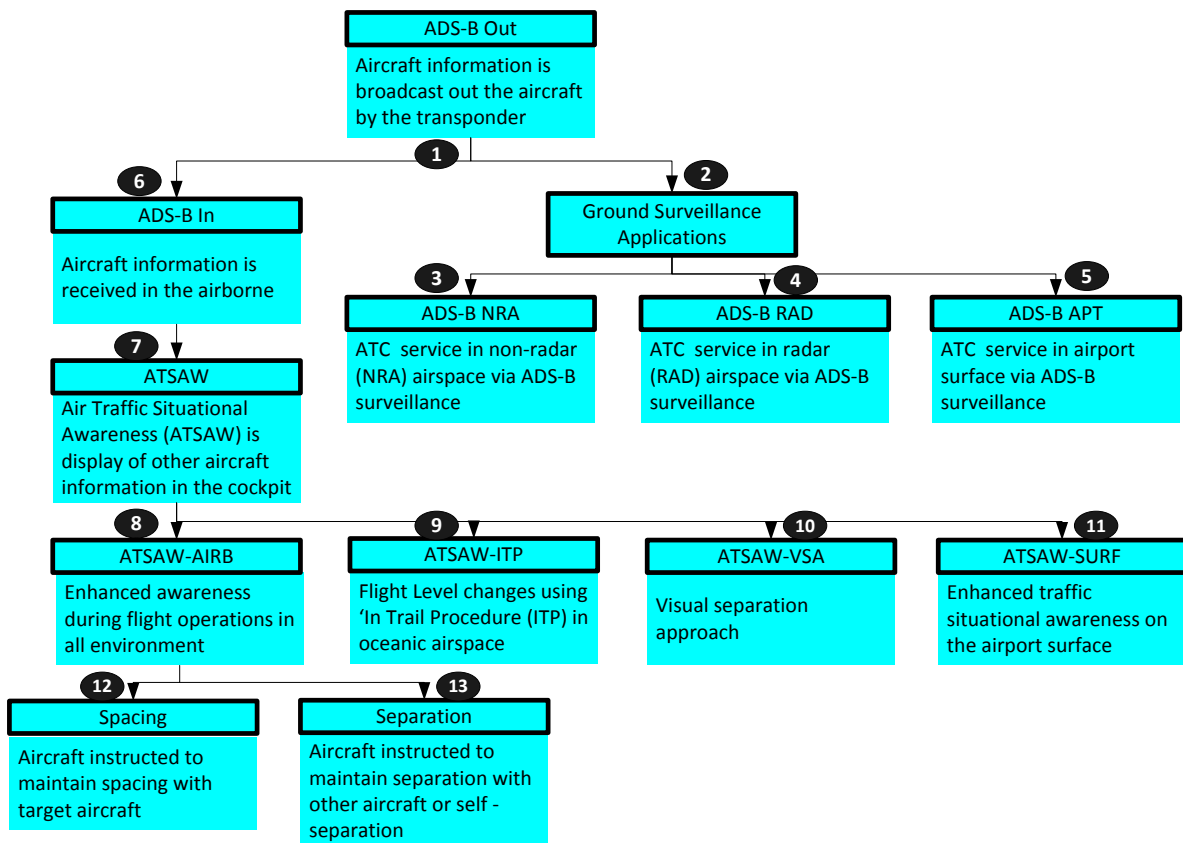 ADS-B Out
Aircraft information is
broadcast out the aircraft
by the transponder
1
2
6
ADS-B In
Aircraft information is
received in the airborne
Ground Surveillance
Applications
3
ADS-B NRA
ATC  service in non-radar
(NRA) airspace via ADS-B
surveillance
4
ADS-B RAD
ATC  service in radar
(RAD) airspace via ADS-B
surveillance
5
ADS-B APT
ATC  service in airport
surface via ADS-B
surveillance
7
ATSAW
Air Traffic Situational
Awareness (ATSAW) is
display of other aircraft
information in the cockpit
8
ATSAW-AIRB
Enhanced awareness
during flight operations in
all environment
9
ATSAW-ITP
Flight Level changes using
‘In Trail Procedure (ITP) in
oceanic airspace
10
ATSAW-VSA
Visual separation
approach
11
ATSAW-SURF
Enhanced traffic
situational awareness on
the airport surface
12
Spacing
Aircraft instructed to
maintain spacing with
target aircraft
13
Separation
Aircraft instructed to
maintain separation with
other aircraft or self -
separation